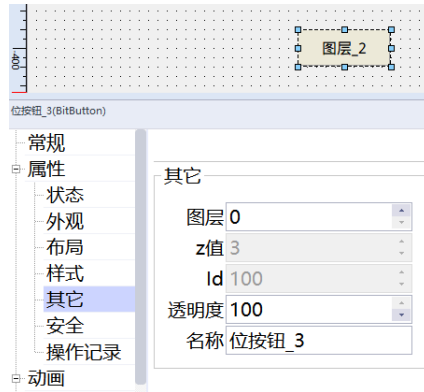 图层_2
-400
位按钮_3(BitButton)
常规
属性
状态
外观
布局
样式
其它
安全
操作记录
动画
其它
图层 0
z值 3
Id 100
透明度 100
名称 位按钮_3